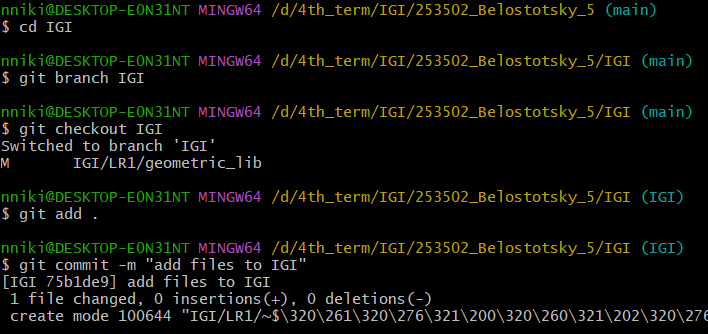 nniki@DESKTOP-E0N31NT MINGW64 /d/4th_term/IGI/253502_Belostotsky_5 (main)
$ cd IGI
nniki@DESKTOP-E0N31NT MINGW64 /d/4th_term/IGI/253502_Belostotsky_5/IGI (main)
$ git branch IGI
nniki@DESKTOP-E0N31NT MINGW64 /d/4th_term/IGI/253502_Belostotsky_5/IGI (main)
$ git checkout IGI
Switched to branch 'IGI'
M       IGI/LR1/geometric_lib
nniki@DESKTOP-E0N31NT MINGW64 /d/4th_term/IGI/253502_Belostotsky_5/IGI (IGI)
$ git add .
nniki@DESKTOP-E0N31NT MINGW64 /d/4th_term/IGI/253502_Belostotsky_5/IGI (IGI)
$ git commit -m "add files to IGI"
[IGI 75b1de9] add files to IGI
 1 file changed, 0 insertions(+), 0 deletions(-)
 create mode 100644 "IGI/LR1/~$\320\261\320\276\321\200\320\260\321\202\320\276